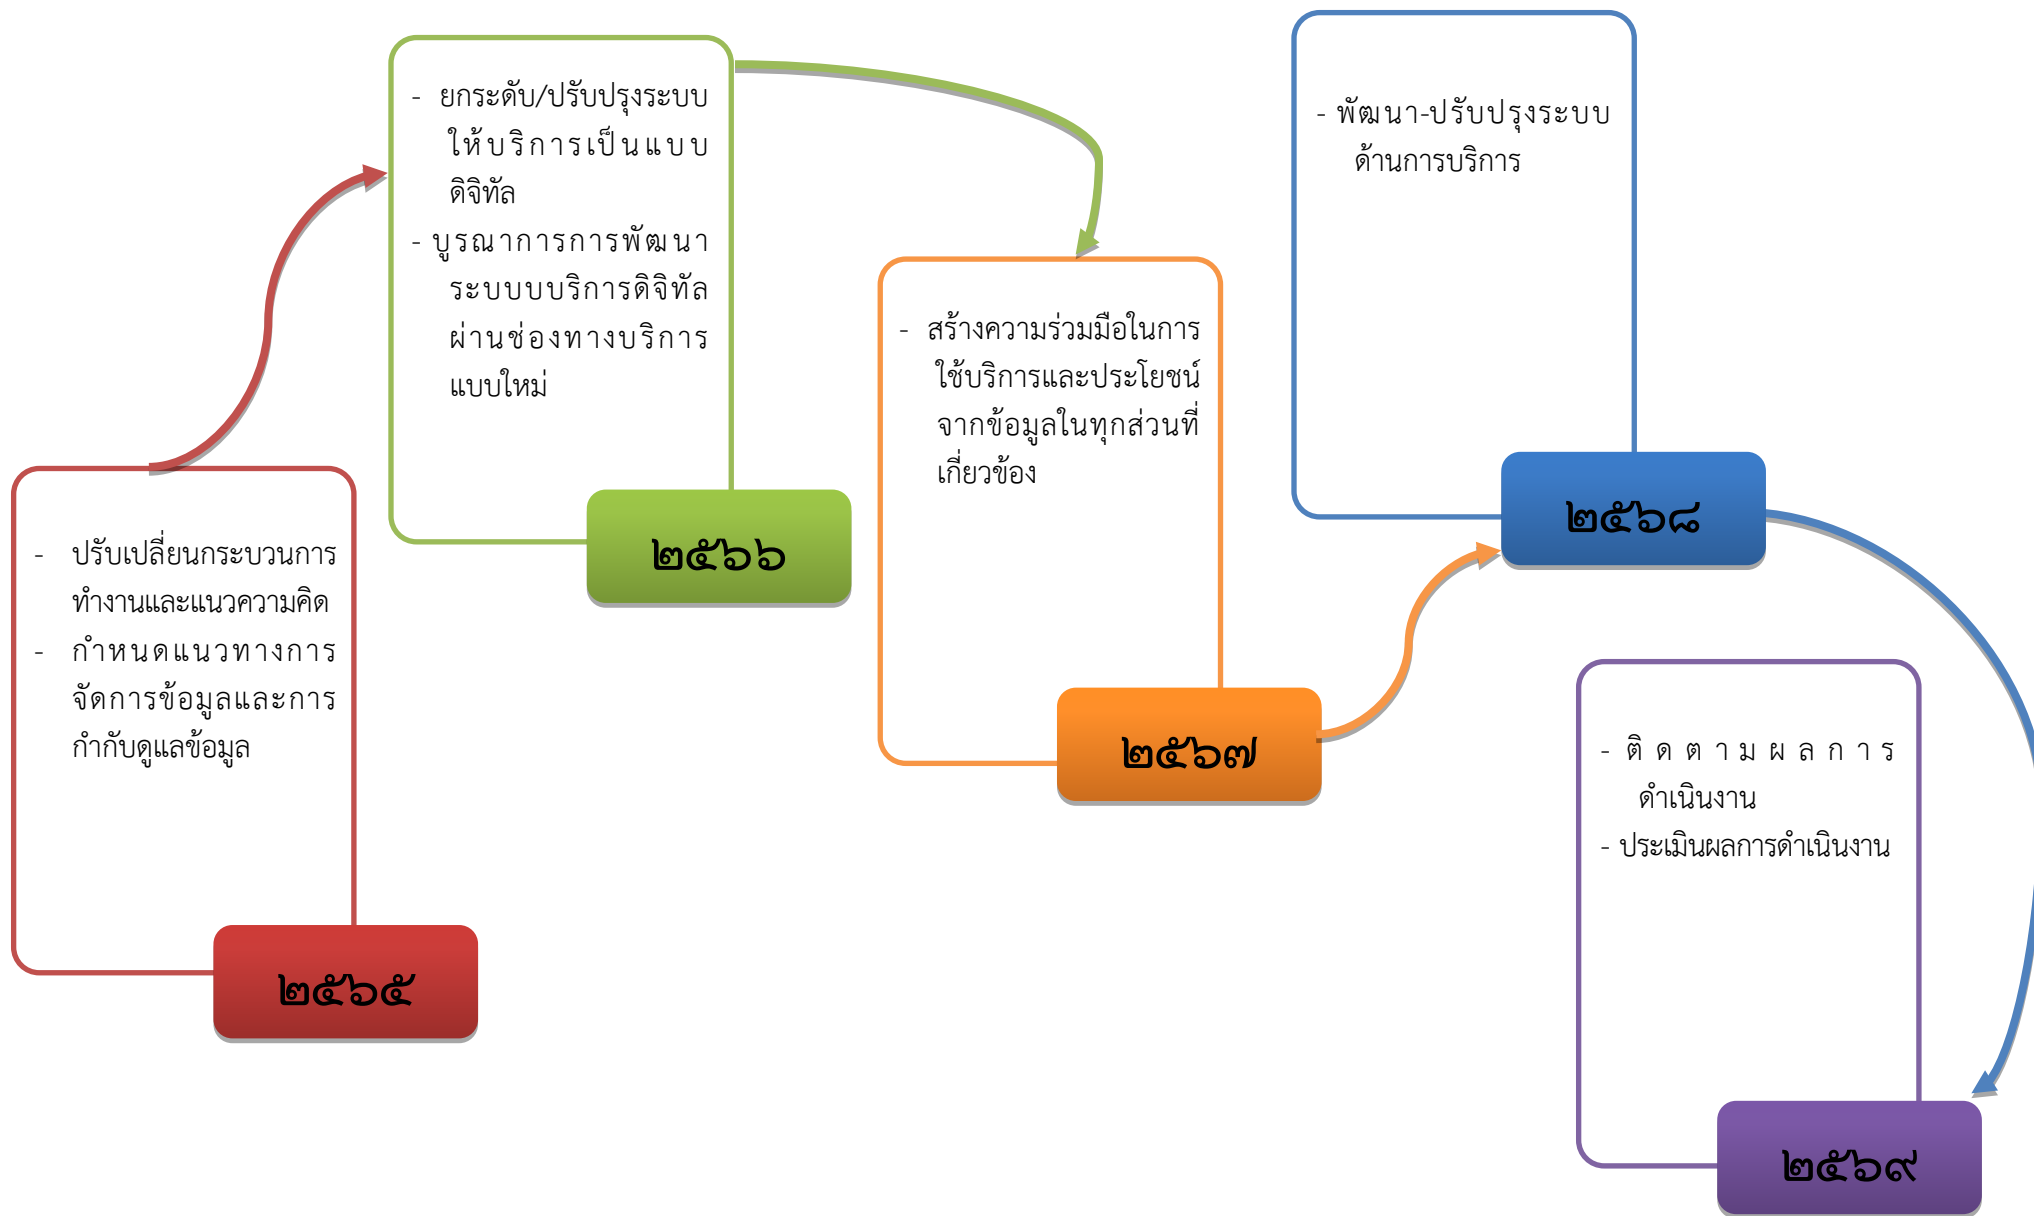 - ปรับเปลี่ยนกระบวนการ
ทำงานและแนวความคิด
- กำหนดแนวทางการ
จัดการข้อมูลและการ
กำกับดูแลข้อมูล
๒๕๖๕
- ยกระดับ/ปรับปรุงระบบ
ให้บริการเป็นแบบ
ดิจิทัล
- บูรณาการการพัฒนา
ระบบบบริการดิจิทัล
ผ่านช่องทางบริการ
แบบใหม่
๒๕๖๖
- สร้างความร่วมมือในการ
ใช้บริการและประโยชน์
จากข้อมูลในทุกส่วนที่
เกี่ยวข้อง
๒๕๖๗
- พัฒนา-ปรับปรุงระบบ
ด้านการบริการ
๒๕๖๘
- ติดตามผลการ
ดำเนินงาน
- ประเมินผลการดำเนินงาน
๒๕๖๙